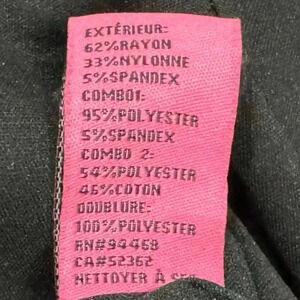 EXTÉRIEUR:
62%RAYON
33%NYLONNE
5%SPANDEX
COMBO1:
95%POLYESTER
5%SPANDEX
COMBO 2:
54%POLYESTER
46%COTON
DOUBLURE:
100%POLYESTER
RN#94468
CA#52362
NETTOYER À